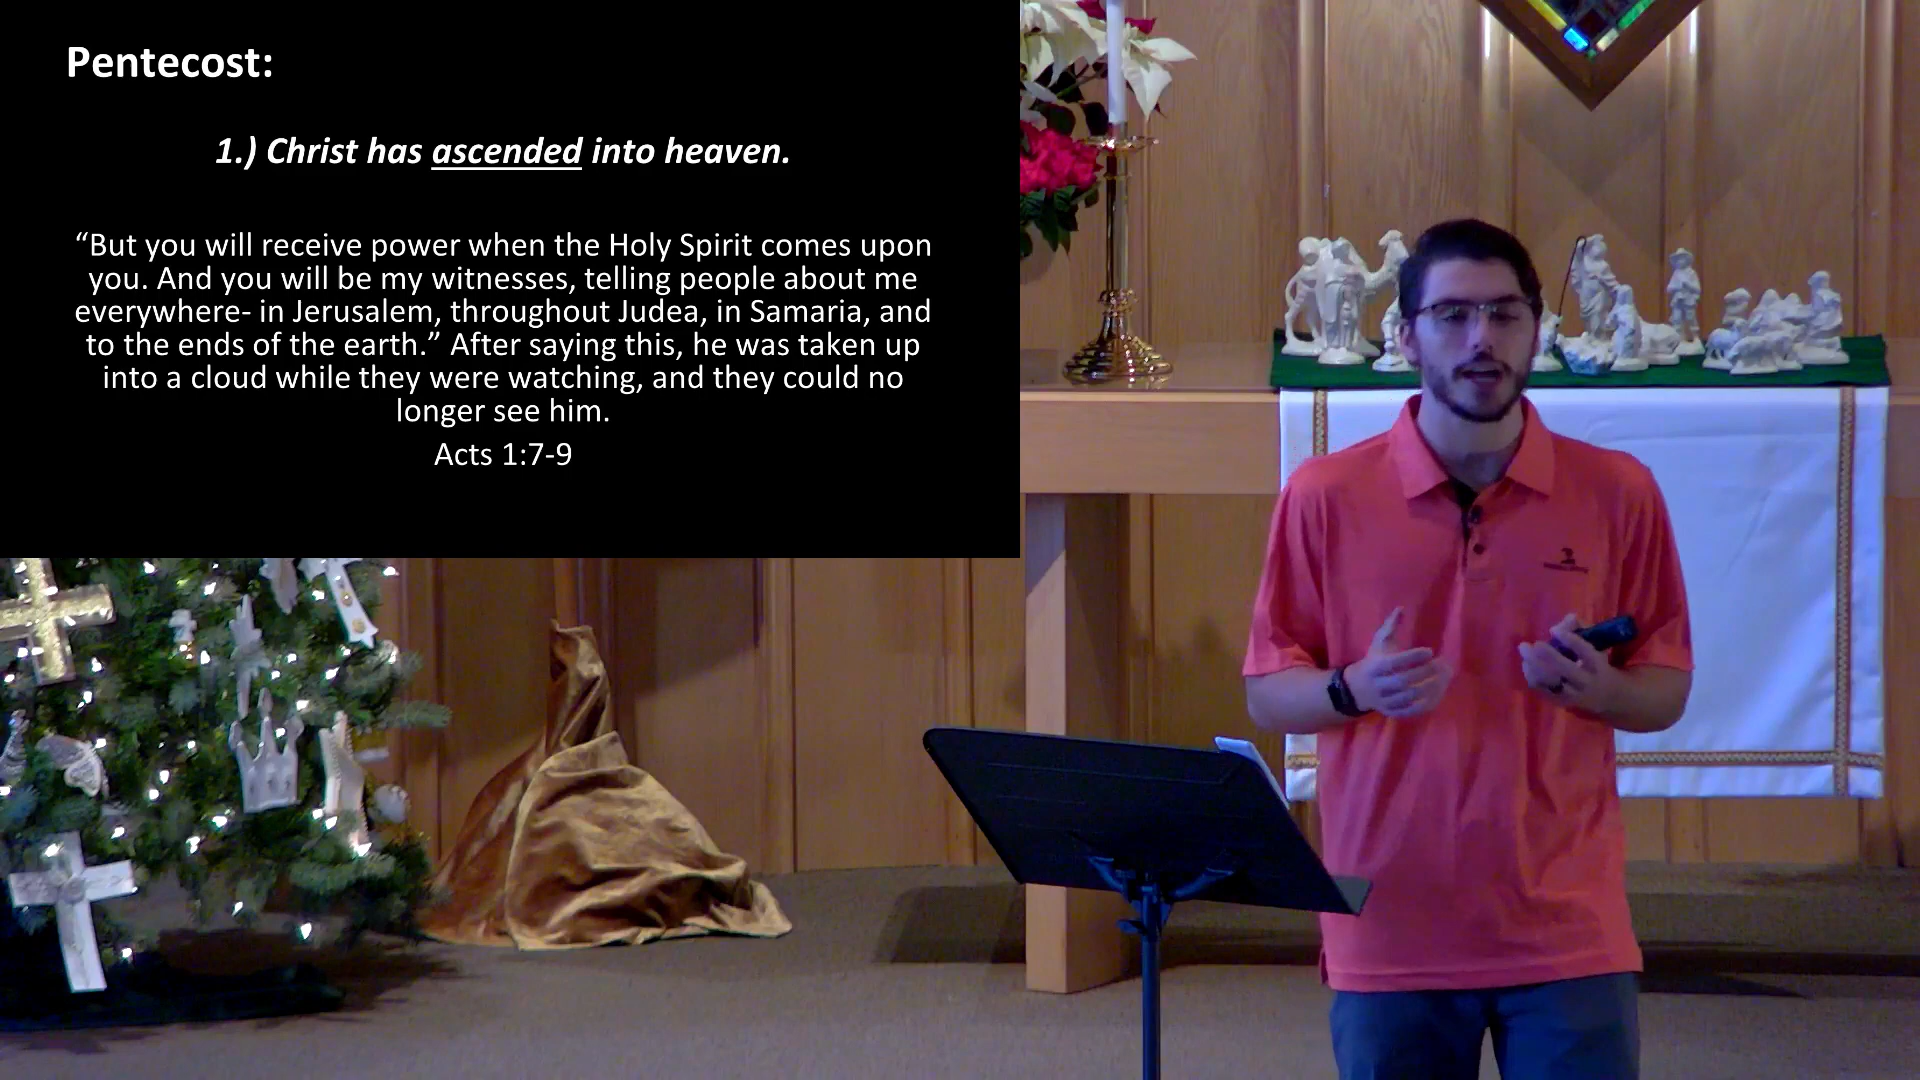 Pentecost:
1.) Christ has ascended into heaven.
“But you will receive power when the Holy Spirit comes upon
you. And you will be my witnesses, telling people about me
everywhere- in Jerusalem, throughout Judea, in Samaria, and
to the ends of the earth.” After saying this, he was taken up
into a cloud while they were watching, and they could no
longer see him.
Acts 1:7-9